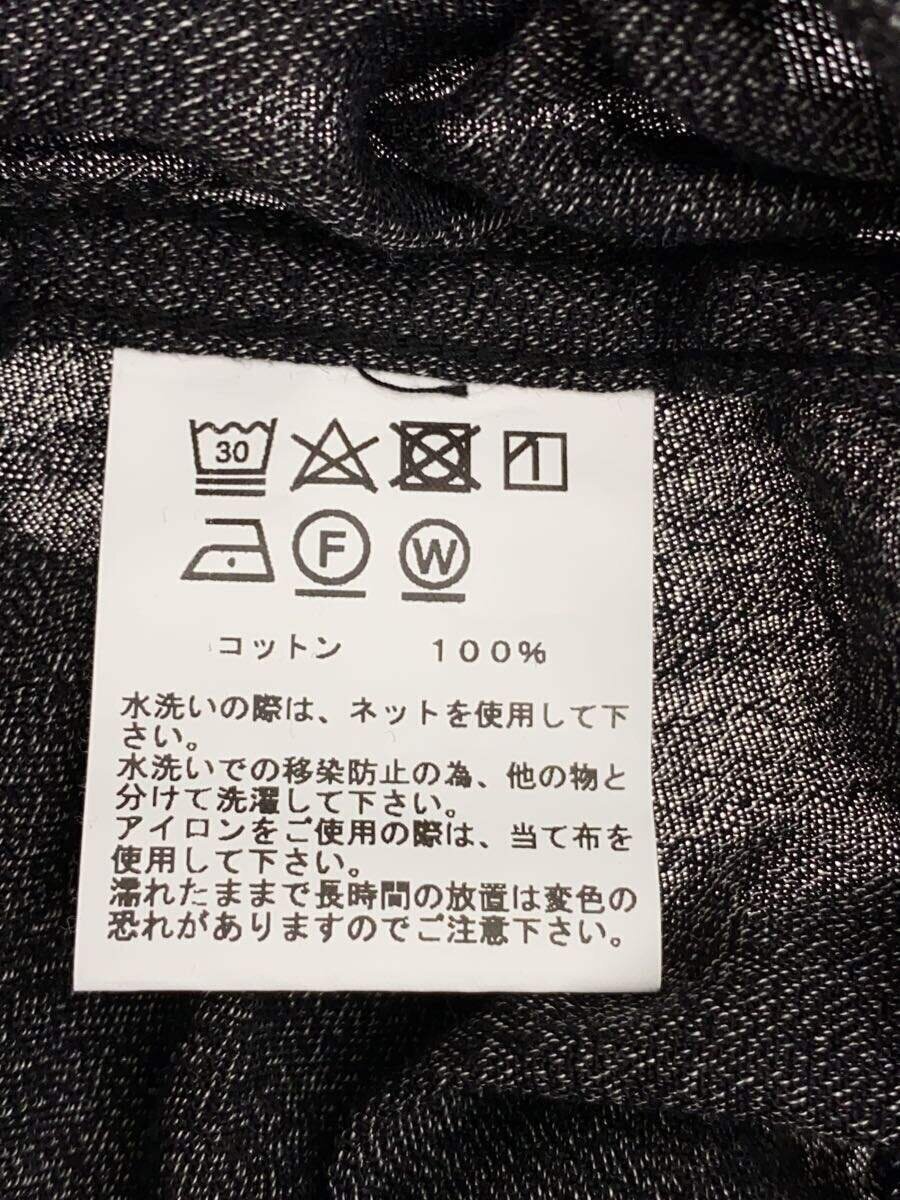 30
F W
コットン 100%
水洗いの際は、ネットを使用して下
さい。
水洗いでの移染防止の為、他の物と
分けて洗濯して下さい。
アイロンをご使用の際は、当て布を
使用して下さい。
濡れたままで長時間の放置は変色の
恐れがありますのでご注意下さい。